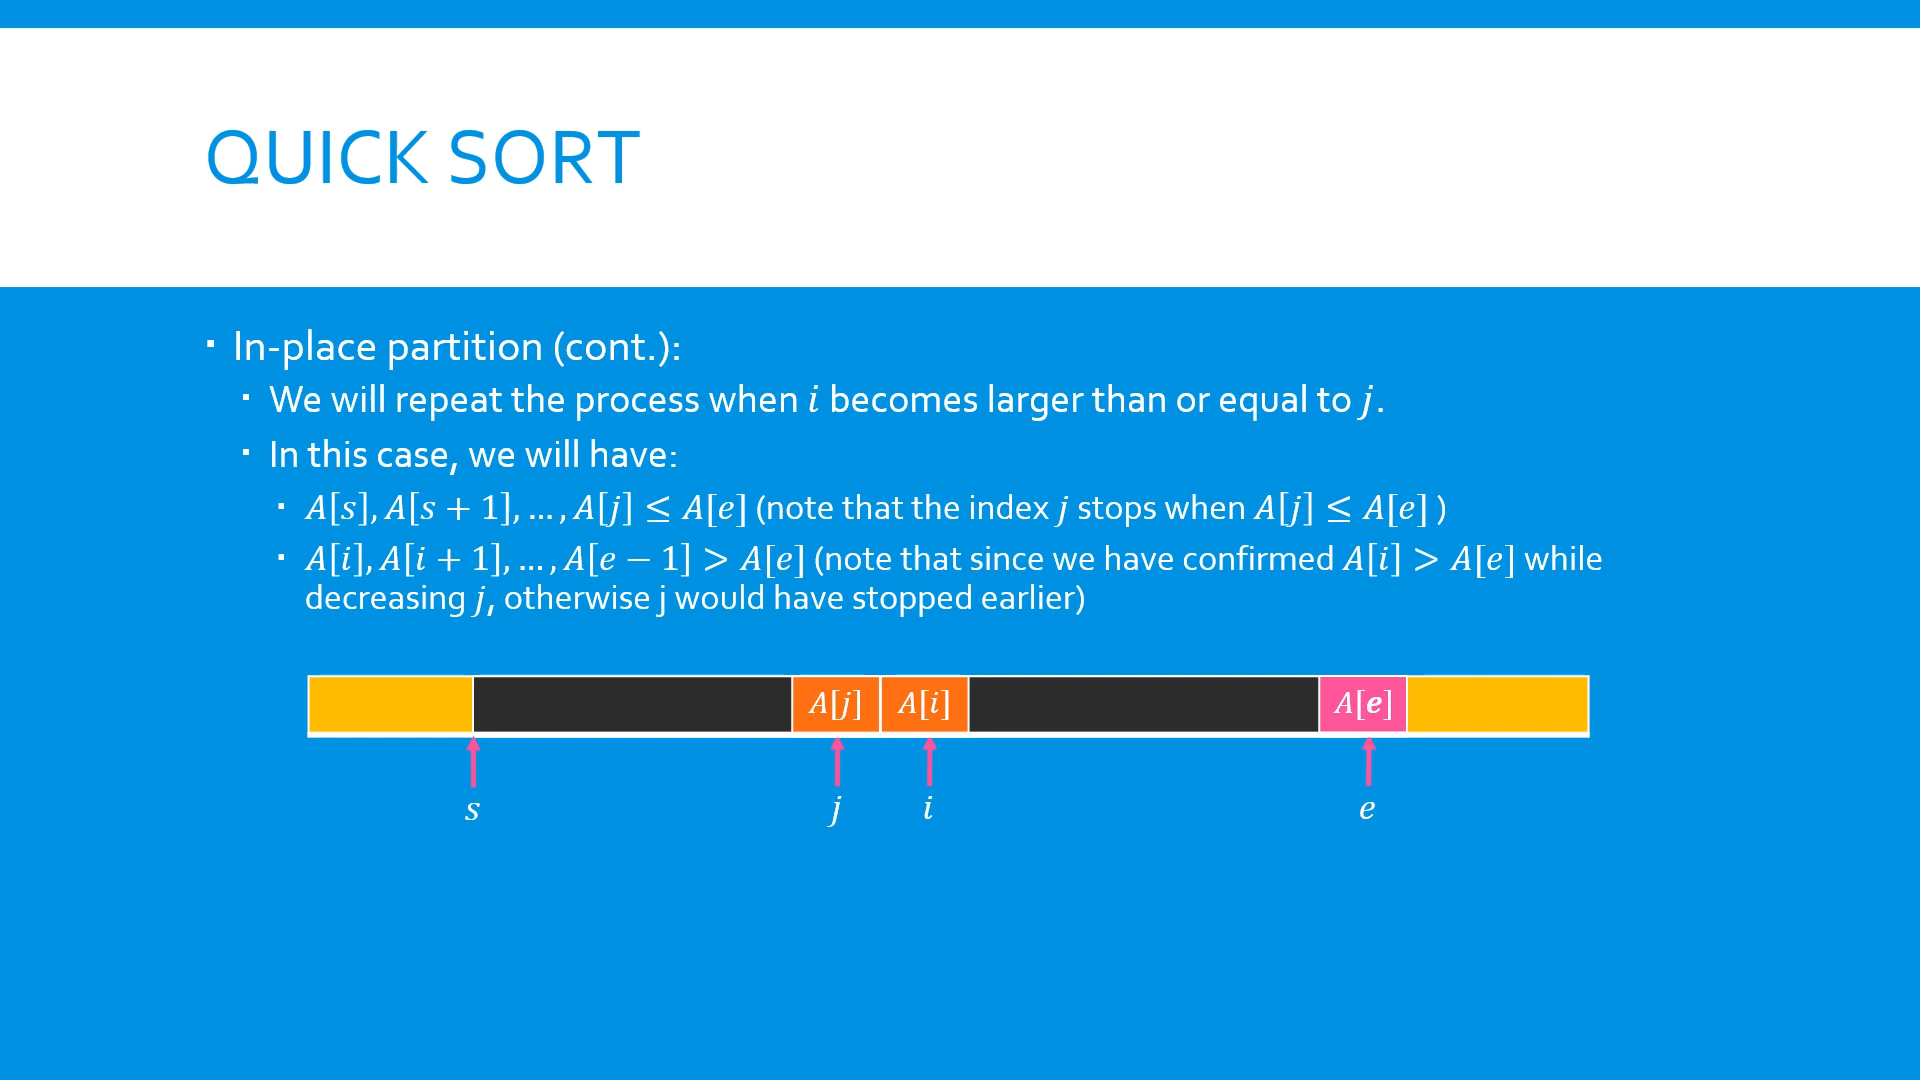 QUICK SORT
▪ In-place partition (cont.):
▪ We will repeat the process when i becomes larger than or equal to j.
▪ In this case, we will have:
▪ A[s], A[s + 1], … , A[j] ≤ A[e] (note that the index j stops when A[j] ≤ A[e] )
▪ A[i], A[i + 1], … , A[e − 1] > A[e] (note that since we have confirmed A[i] > A[e] while
decreasing j, otherwise j would have stopped earlier)
A[j] A[i] A[e]
s j i e